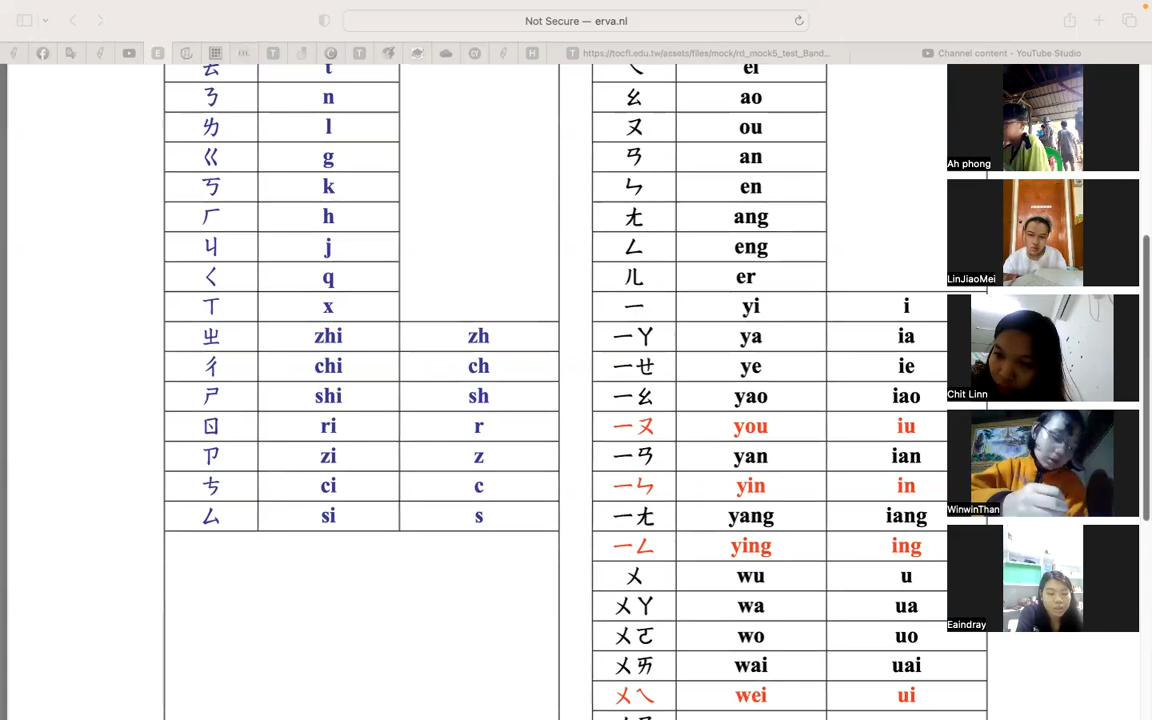 Not Secure — erva.nl
https://tocfl.edu.tw/assets/files/mock/rd_mock5_test_Band...
Channel content - YouTube Studio
ㄊ t
ㄋ n
ㄌ l
ㄍ g
ㄎ k
ㄏ h
ㄐ j
ㄑ q
ㄒ x
ㄓ zhi zh
ㄔ chi ch
ㄕ shi sh
ㄖ ri r
ㄗ zi z
ㄘ ci c
ㄙ si s
ㄟ ei
ㄠ ao
ㄡ ou
ㄢ an
ㄣ en
ㄤ ang
ㄥ eng
ㄦ er
ㄧ yi i
ㄧㄚ ya ia
ㄧㄝ ye ie
ㄧㄠ yao iao
ㄧㄡ you iu
ㄧㄢ yan ian
ㄧㄣ yin in
ㄧㄤ yang iang
ㄧㄥ ying ing
ㄨ wu u
ㄨㄚ wa ua
ㄨㄛ wo uo
ㄨㄞ wai uai
ㄨㄟ wei ui
Ah phong
LinJiaoMei
Chit Linn
WinwinThan
Eaindray